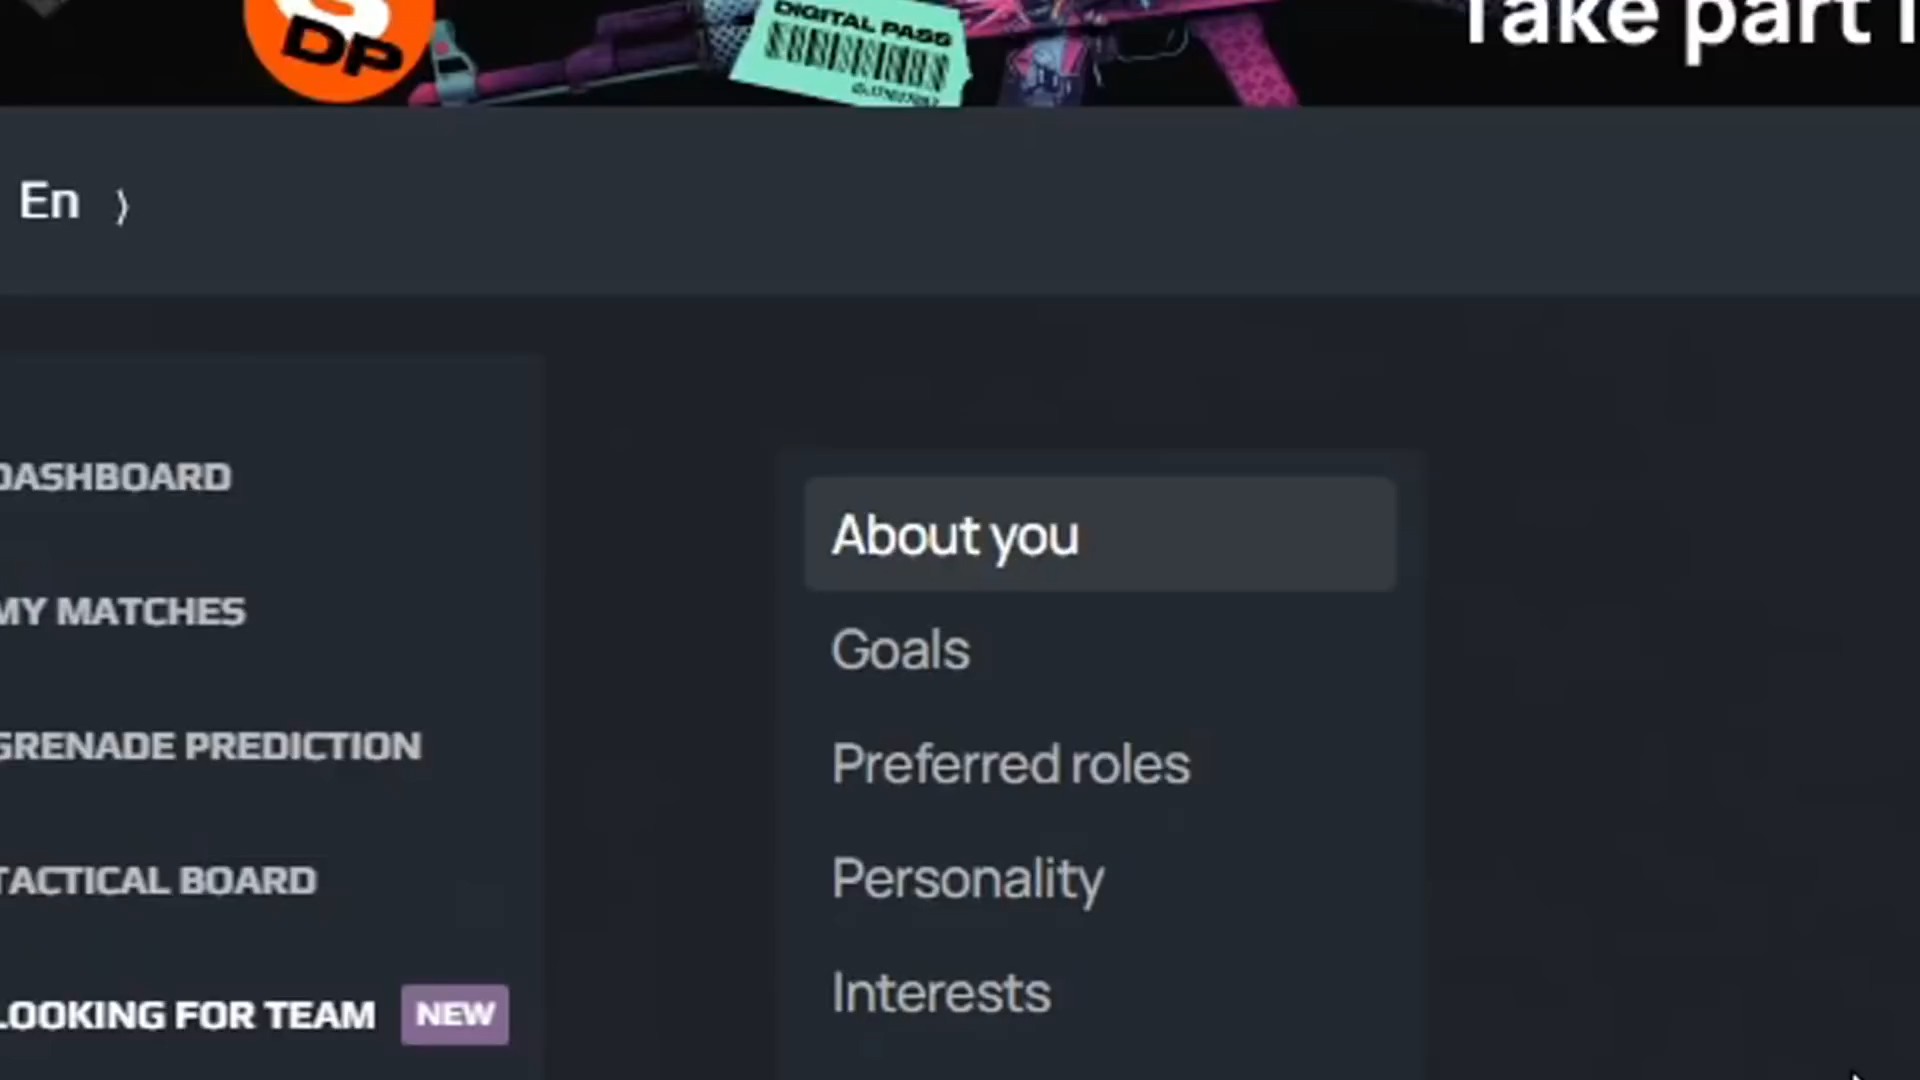 DP
DIGITAL PASS
Take part
En
DASHBOARD
MY MATCHES
GRENADE PREDICTION
TACTICAL BOARD
LOOKING FOR TEAM NEW
About you
Goals
Preferred roles
Personality
Interests